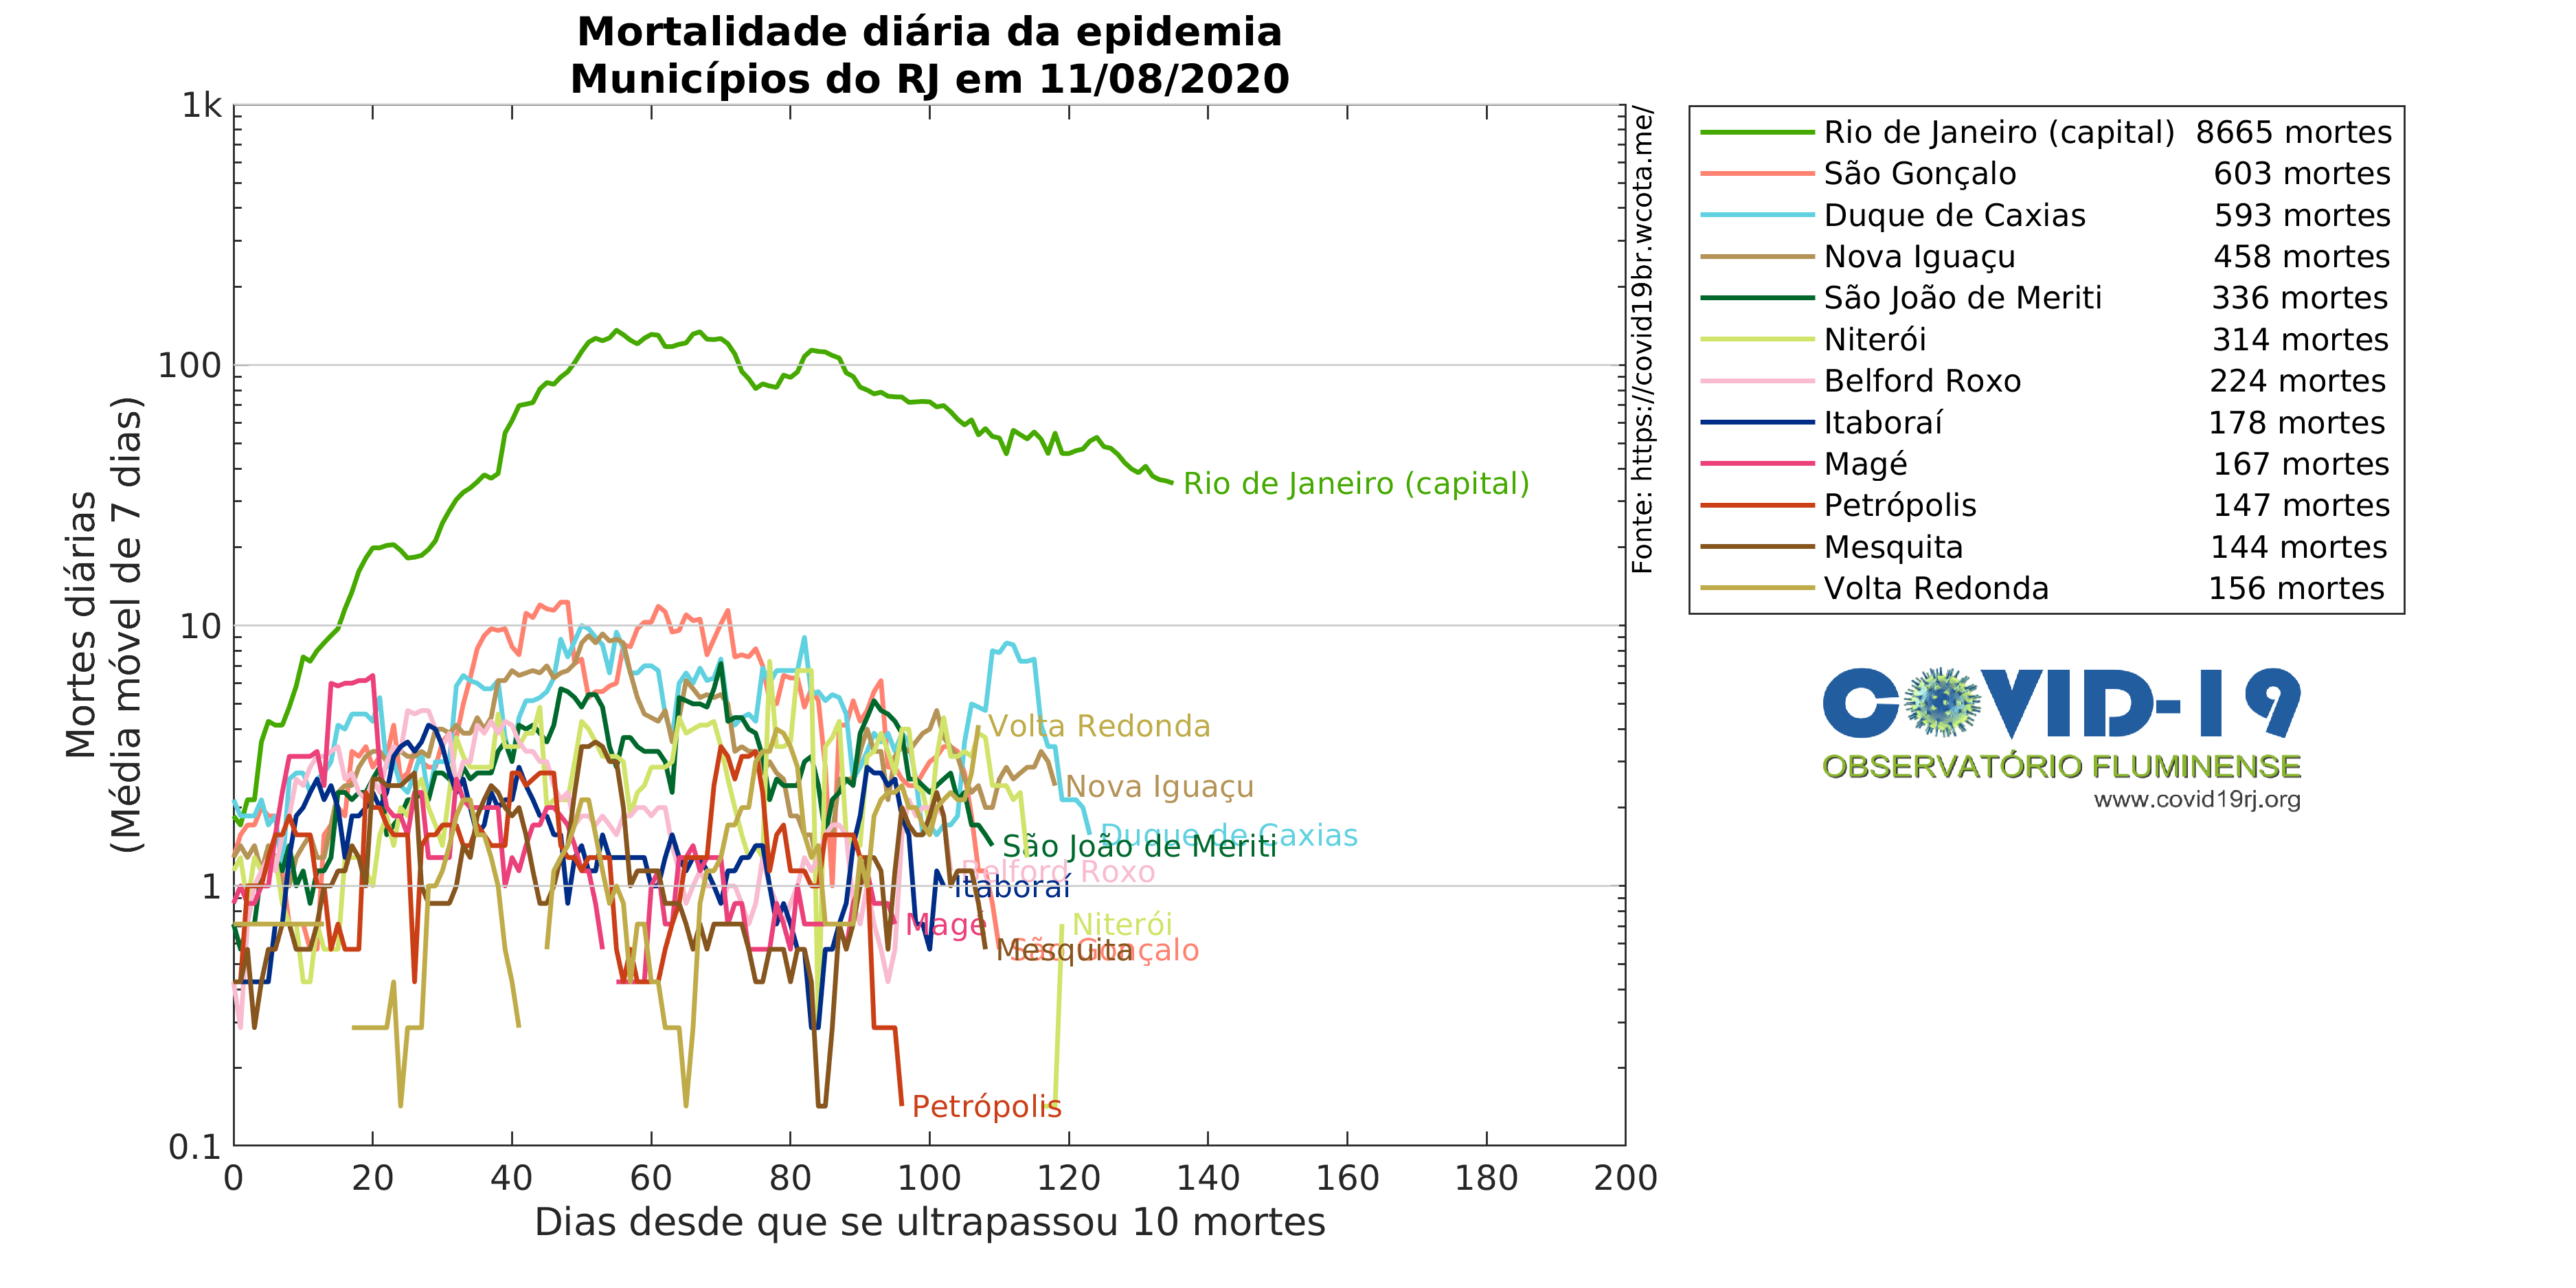 Mortalidade diária da epidemia
Municípios do RJ em 11/08/2020
Mortes diárias
(Média móvel de 7 dias)
1k
100
10
1
0.1
0 20 40 60 80 100 120 140 160 180 200
Dias desde que se ultrapassou 10 mortes
Rio de Janeiro (capital)
Volta Redonda
Nova Iguaçu
Duque de Caxias
São João de Meriti
Belford Roxo
Itaboraí
Magé
Niterói
Mesquita
São Gonçalo
Petrópolis
Fonte: https://covid19br.wcota.me/
Rio de Janeiro (capital) 8665 mortes
São Gonçalo 603 mortes
Duque de Caxias 593 mortes
Nova Iguaçu 458 mortes
São João de Meriti 336 mortes
Niterói 314 mortes
Belford Roxo 224 mortes
Itaboraí 178 mortes
Magé 167 mortes
Petrópolis 147 mortes
Mesquita 144 mortes
Volta Redonda 156 mortes
COVID-19
OBSERVATÓRIO FLUMINENSE
www.covid19rj.org